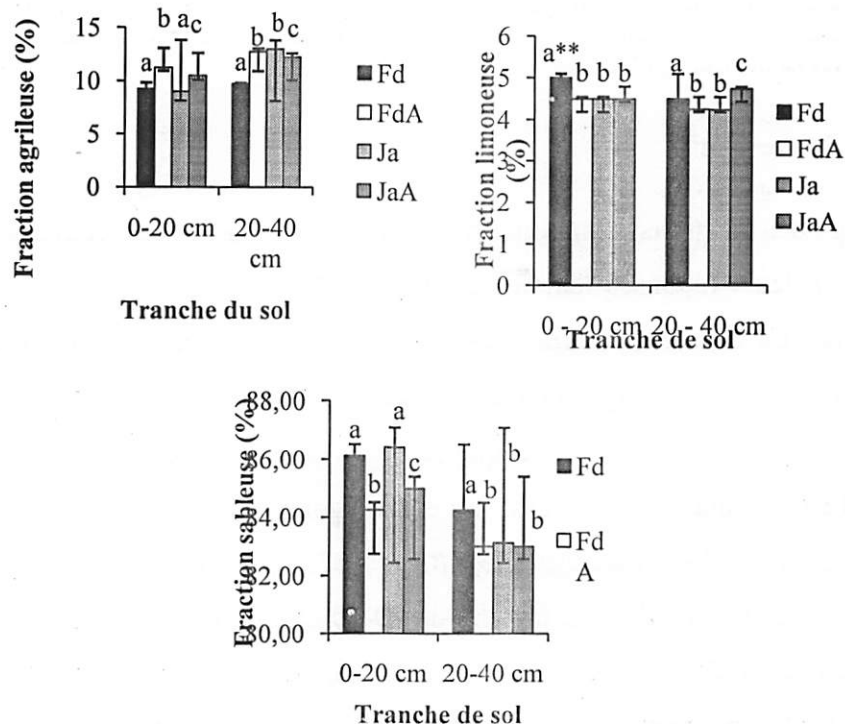 Fraction agrileuse (%)
15
10
5
0
a b a c
b b c
a
0-20 cm
20-40
cm
Tranche du sol
Fd
FdA
Ja
JaA
Fraction limoneuse
(%)
6
5
4
3
2
1
0
a** b b b
a b b c
0 - 20 cm 20 - 40 cm
Tranche de sol
Fd
FdA
Ja
JaA
Fraction sableuse (%)
88,00
86,00
84,00
82,00
80,00
a b a c
a b b b
0-20 cm 20-40 cm
Tranche de sol
Fd
Fd
A